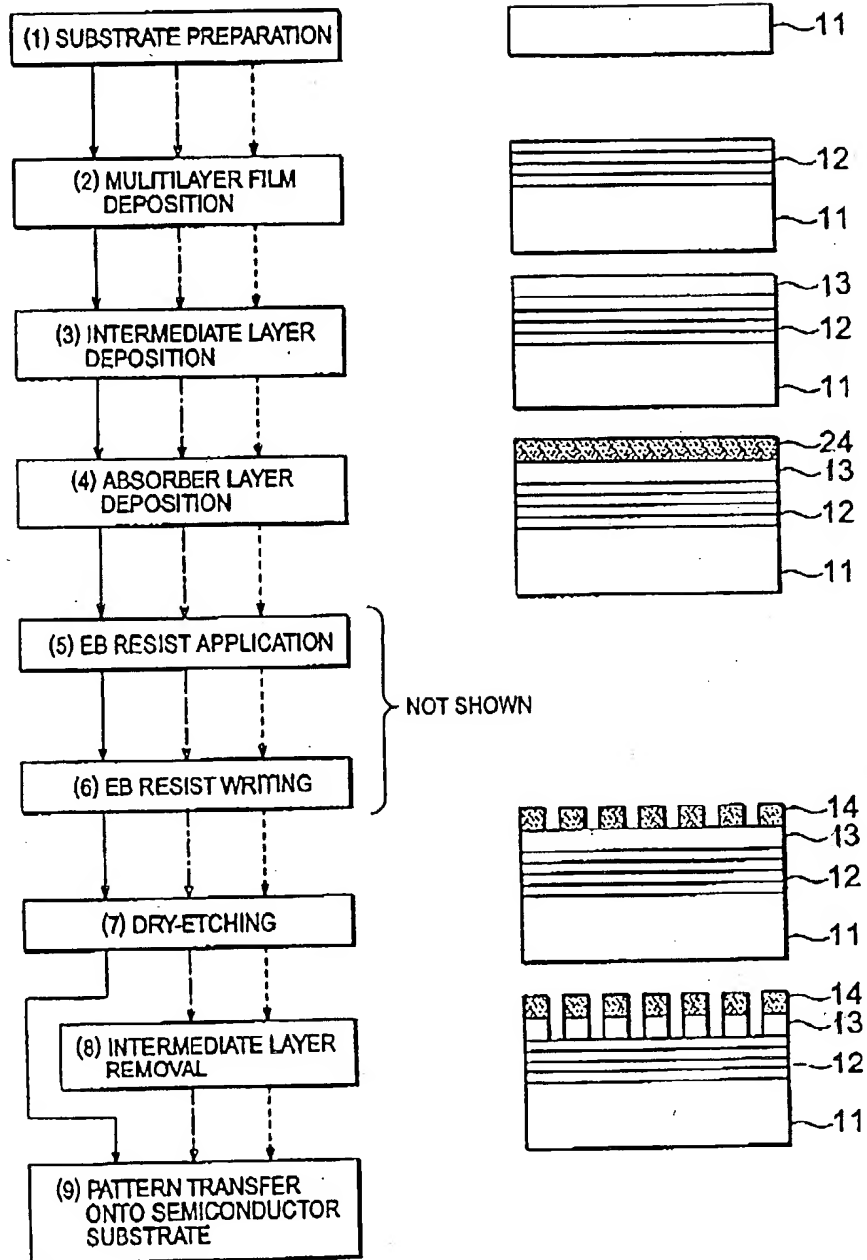 (1) SUBSTRATE PREPARATION
11
(2) MULITILAYER FILM
DEPOSITION
12
11
(3) INTERMEDIATE LAYER
DEPOSITION
13
12
11
(4) ABSORBER LAYER
DEPOSITION
24
13
12
11
(5) EB RESIST APPLICATION
NOT SHOWN
(6) EB RESIST WRITING
14
13
12
11
(7) DRY-ETCHING
(8) INTERMEDIATE LAYER
REMOVAL
14
13
12
11
(9) PATTERN TRANSFER
ONTO SEMICONDUCTOR
SUBSTRATE